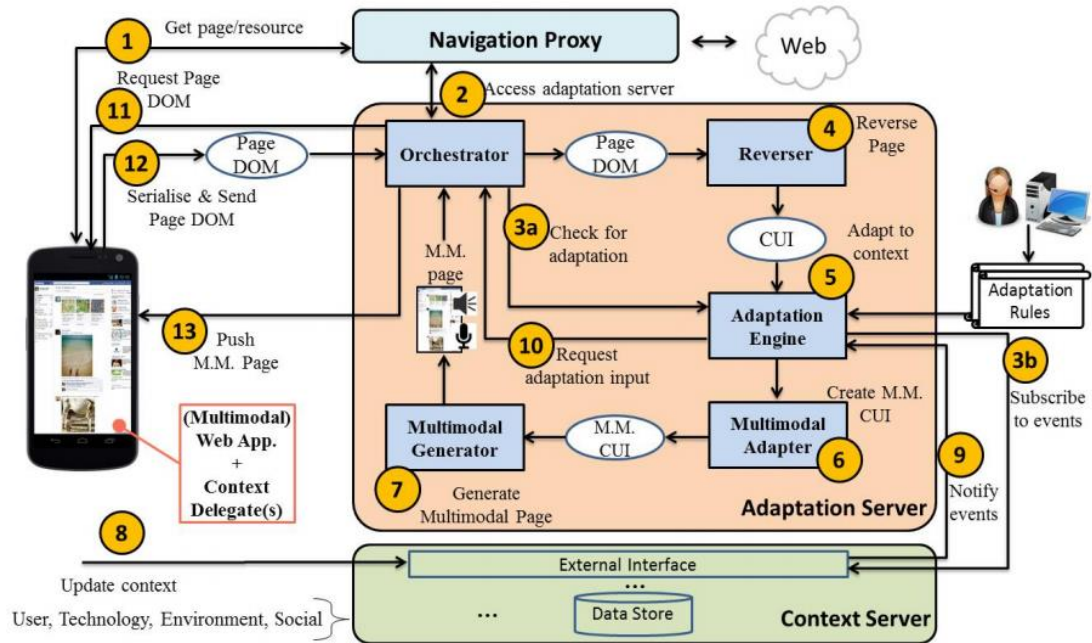 1
Get page/resource
Navigation Proxy
Web
Request Page
DOM
11
2
Access adaptation server
12
Page
DOM
Orchestrator
Page
DOM
Reverser
4
Reverse
Page
Serialise & Send
Page DOM
3a
Check for
adaptation
CUI
Adapt to
context
5
M.M.
page
Adaptation
Rules
Adaptation
Engine
13
Push
M.M. Page
10
Request
adaptation input
3b
Subscribe
to events
Create M.M.
CUI
(Multimodal)
Web App.
+
Context
Delegate(s)
Multimodal
Generator
M.M.
CUI
Multimodal
Adapter
6
7
9
Generate
Multimodal Page
Adaptation Server
Notify
events
8
Update context
External Interface
...
User, Technology, Environment, Social
...
Data Store
Context Server